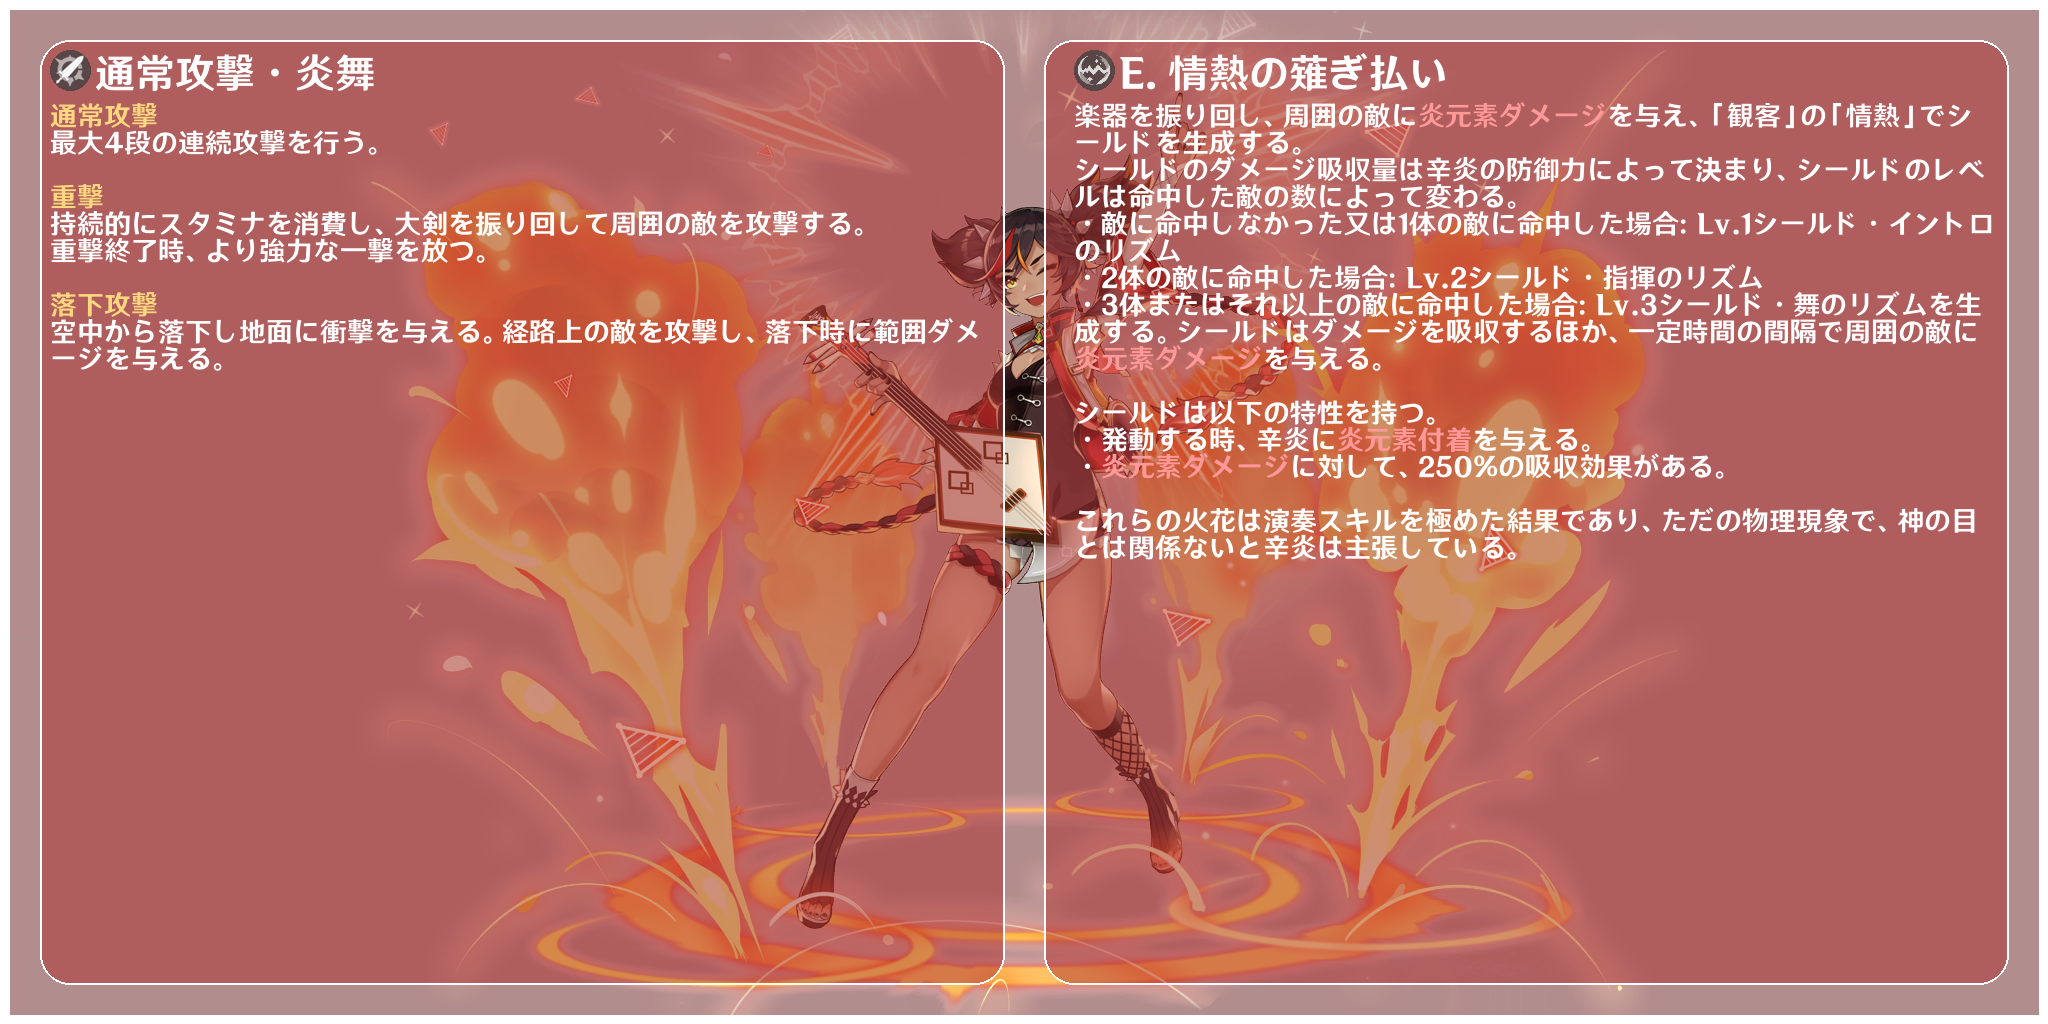 通常攻撃・炎舞
通常攻撃
最大4段の連続攻撃を行う。
重撃
持続的にスタミナを消費し、大剣を振り回して周囲の敵を攻撃する。
重撃終了時、より強力な一撃を放つ。
落下攻撃
空中から落下し地面に衝撃を与える。経路上の敵を攻撃し、落下時に範囲ダメ
ージを与える。
E. 情熱の薙ぎ払い
楽器を振り回し、周囲の敵に炎元素ダメージを与え、「観客」の「情熱」でシ
ールドを生成する。
シールドのダメージ吸収量は辛炎の防御力によって決まり、シールドのレベ
ルは命中した敵の数によって変わる。
・敵に命中しなかった又は1体の敵に命中した場合: Lv.1シールド・イントロ
のリズム
・2体の敵に命中した場合: Lv.2シールド・指揮のリズム
・3体またはそれ以上の敵に命中した場合: Lv.3シールド・舞のリズムを生
成する。シールドはダメージを吸収するほか、一定時間の間隔で周囲の敵に
炎元素ダメージを与える。
シールドは以下の特性を持つ。
・発動する時、辛炎に炎元素付着を与える。
・炎元素ダメージに対して、250%の吸収効果がある。
これらの火花は演奏スキルを極めた結果であり、ただの物理現象で、神の目
とは関係ないと辛炎は主張している。